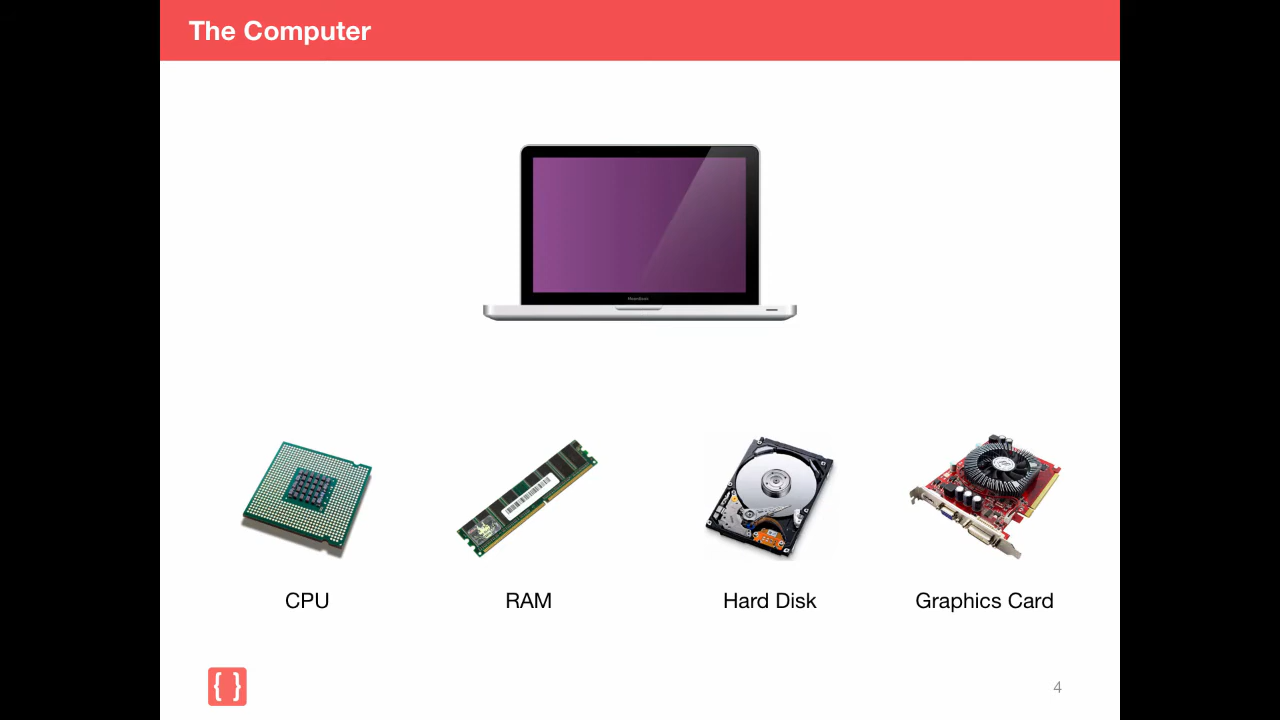 The Computer
CPU
RAM
Hard Disk
Graphics Card
{ }
4